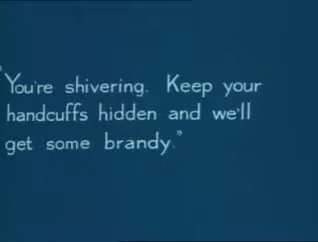 "You're shivering. Keep your
handcuffs hidden and we'll
get some brandy."